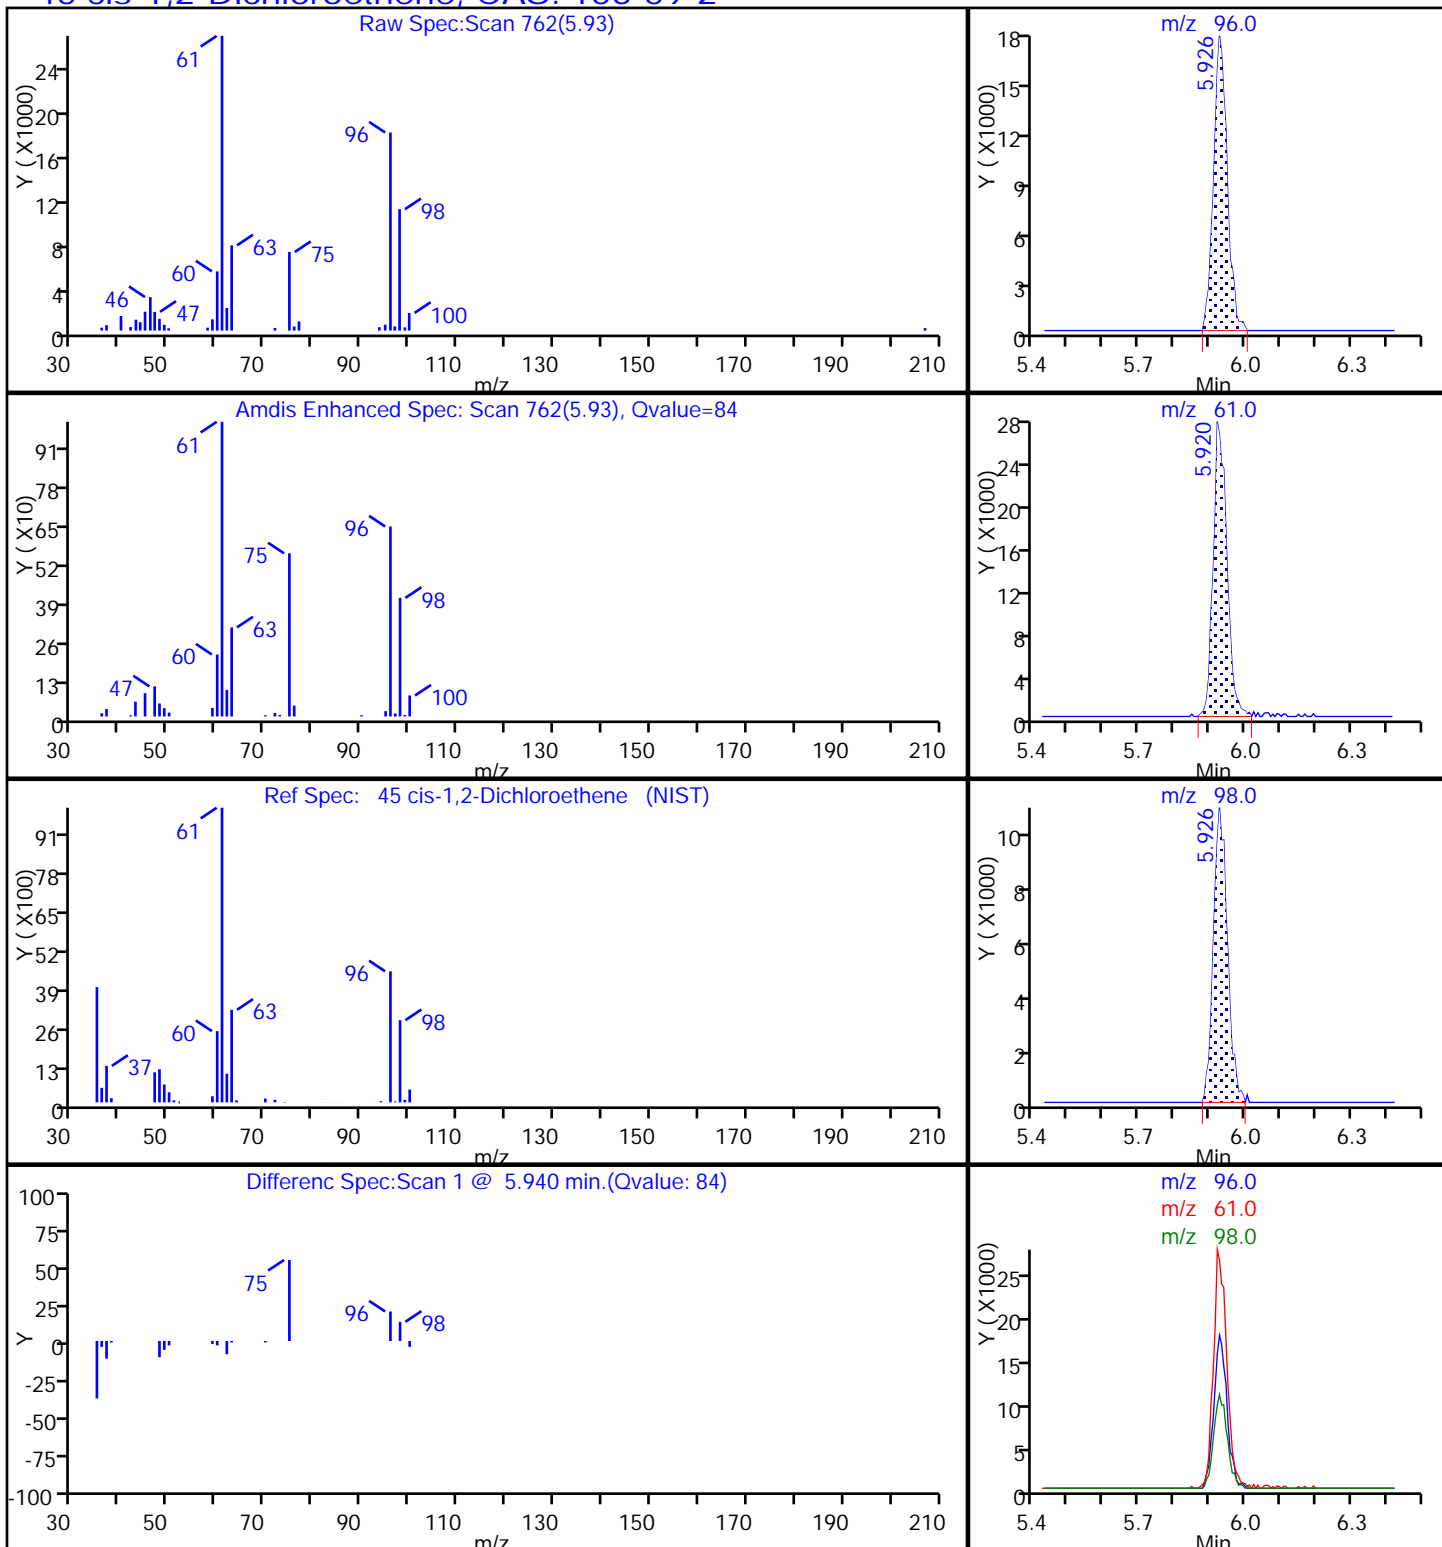 Raw Spec:Scan 762(5.93)
Y ( X1000)
24
20
16
12
8
4
0
61
96
98
63
75
60
46
47
100
30 50 70 90 110 130 150 170 190 210
m/z
m/z 96.0
Y ( X1000)
18
15
12
9
6
3
0
5.926
5.4 5.7 6.0 6.3
Min
Amdis Enhanced Spec: Scan 762(5.93), Qvalue=84
Y ( X10)
91
78
65
52
39
26
13
0
61
96
75
98
63
60
47
100
30 50 70 90 110 130 150 170 190 210
m/z
m/z 61.0
Y ( X1000)
28
24
20
16
12
8
4
0
5.920
5.4 5.7 6.0 6.3
Min
Ref Spec: 45 cis-1,2-Dichloroethene (NIST)
Y ( X100)
91
78
65
52
39
26
13
0
61
96
63
98
60
37
30 50 70 90 110 130 150 170 190 210
m/z
m/z 98.0
Y ( X1000)
10
8
6
4
2
0
5.926
5.4 5.7 6.0 6.3
Min
Differenc Spec:Scan 1 @ 5.940 min.(Qvalue: 84)
Y
100
75
50
25
0
-25
-50
-75
-100
75
96
98
30 50 70 90 110 130 150 170 190 210
m/z
m/z 96.0
m/z 61.0
m/z 98.0
Y ( X1000)
25
20
15
10
5
0
5.4 5.7 6.0 6.3
Min